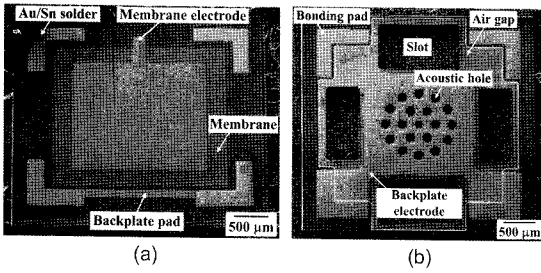 Au/Sn solder
Membrane electrode
Membrane
Backplate pad
500 µm
(a)
Bonding pad
Air gap
Slot
Acoustic hole
Backplate
electrode
500 µm
(b)